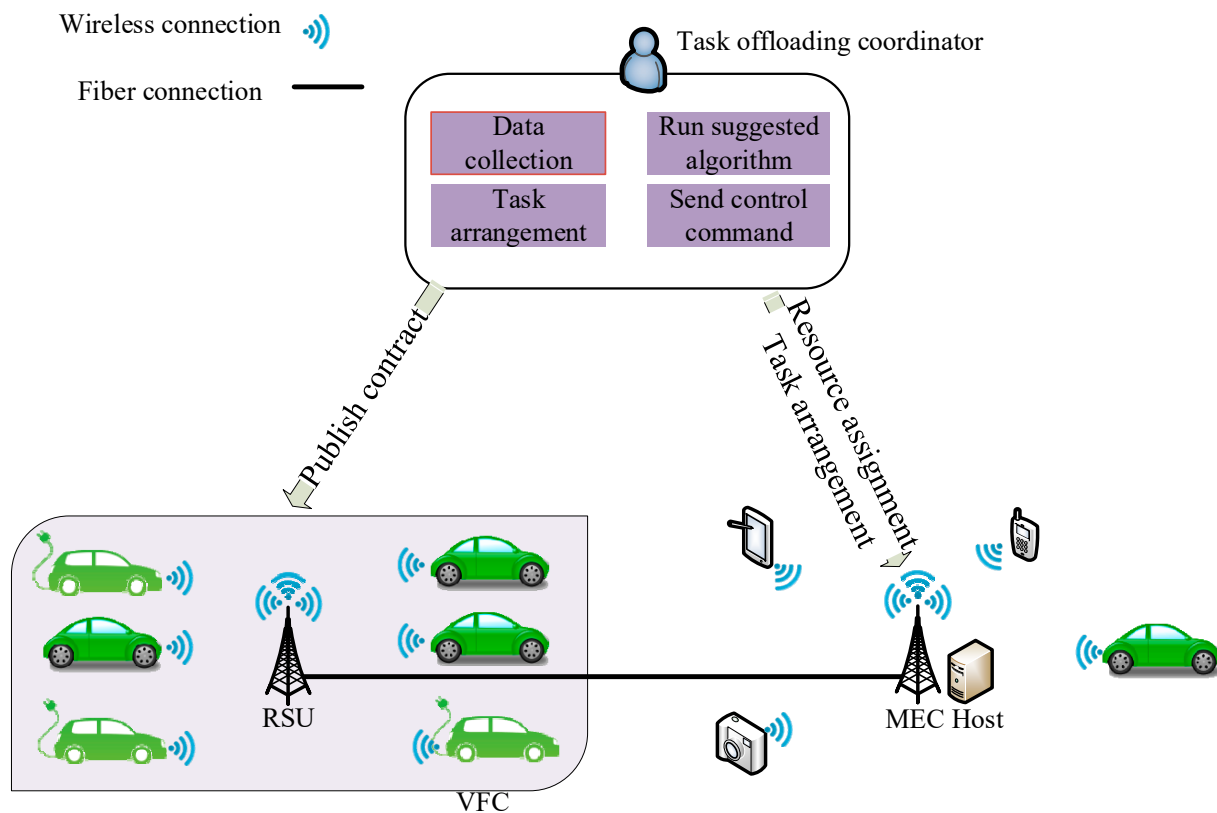 Wireless connection
Task offloading coordinator
Fiber connection
Data
collection
Run suggested
algorithm
Task
arrangement
Send control
command
Publish contract
Resource assignment
Task arrangement
RSU
MEC Host
VFC